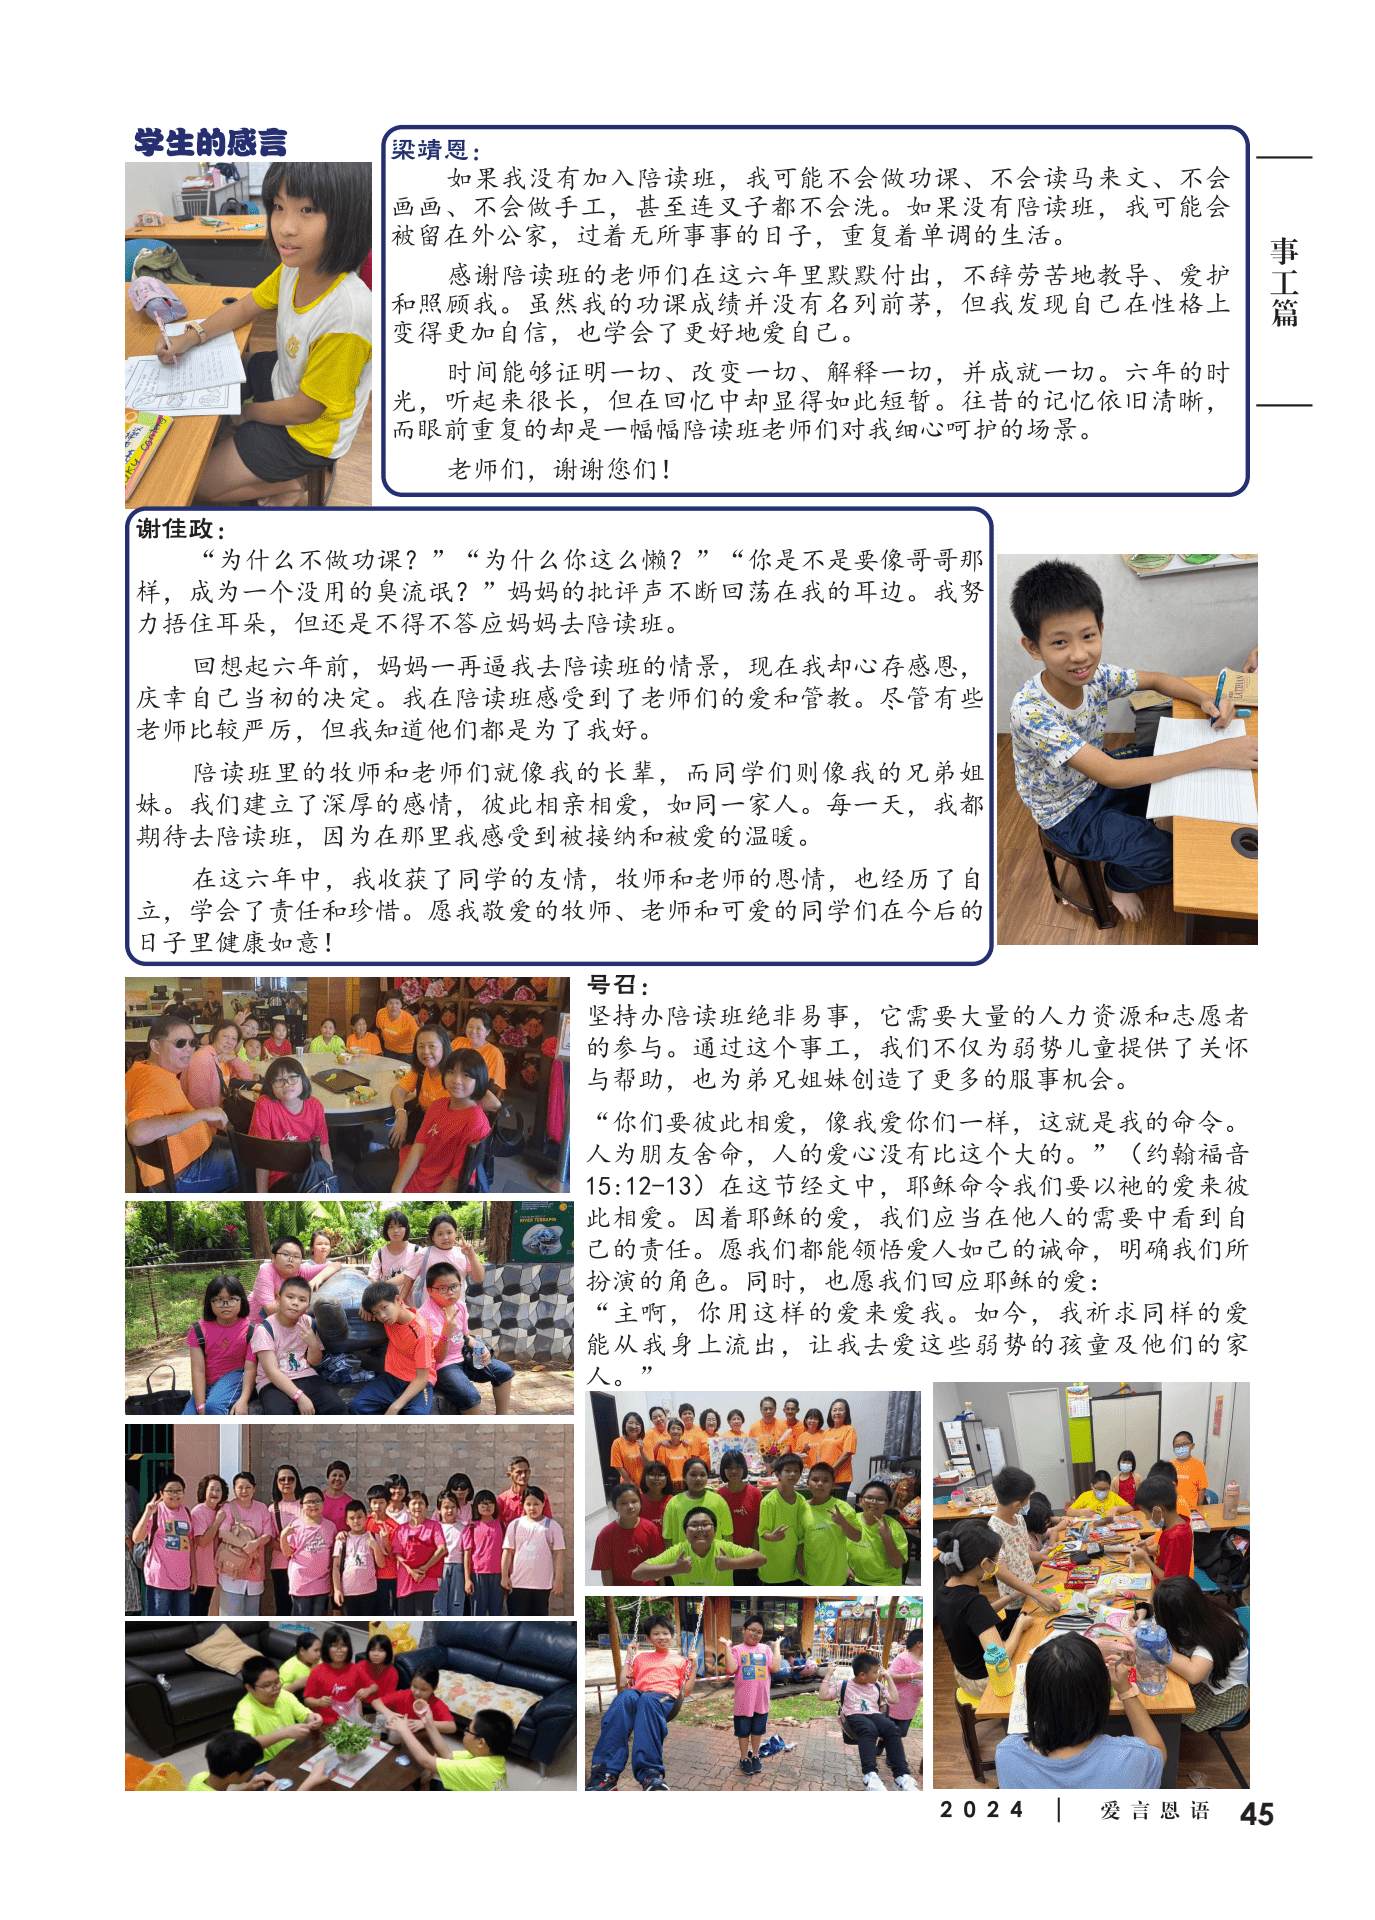 学生的感言
梁靖恩：
如果我没有加入陪读班，我可能不会做功课、不会读马来文、不会
画画、不会做手工，甚至连叉子都不会洗。如果没有陪读班，我可能会
被留在外公家，过着无所事事的日子，重复着单调的生活。
感谢陪读班的老师们在这六年里默默付出，不辞劳苦地教导、爱护
和照顾我。虽然我的功课成绩并没有名列前茅，但我发现自己在性格上
变得更加自信，也学会了更好地爱自己。
时间能够证明一切、改变一切、解释一切，并成就一切。六年的时
光，听起来很长，但在回忆中却显得如此短暂。往昔的记忆依旧清晰，
而眼前重复的却是一幅幅陪读班老师们对我细心呵护的场景。
老师们，谢谢您们！
事工篇
谢佳政：
“为什么不做功课？”“为什么你这么懒？”“你是不是要像哥哥那
样，成为一个没用的臭流氓？”妈妈的批评声不断回荡在我的耳边。我努
力捂住耳朵，但还是不得不答应妈妈去陪读班。
回想起六年前，妈妈一再逼我去陪读班的情景，现在我却心存感恩，
庆幸自己当初的决定。我在陪读班感受到了老师们的爱和管教。尽管有些
老师比较严厉，但我知道他们都是为了我好。
陪读班里的牧师和老师们就像我的长辈，而同学们则像我的兄弟姐
妹。我们建立了深厚的感情，彼此相亲相爱，如同一家人。每一天，我都
期待去陪读班，因为在那里我感受到被接纳和被爱的温暖。
在这六年中，我收获了同学的友情，牧师和老师的恩情，也经历了自
立，学会了责任和珍惜。愿我敬爱的牧师、老师和可爱的同学们在今后的
日子里健康如意！
LATIHAN
号召：
坚持办陪读班绝非易事，它需要大量的人力资源和志愿者
的参与。通过这个事工，我们不仅为弱势儿童提供了关怀
与帮助，也为弟兄姐妹创造了更多的服事机会。
“你们要彼此相爱，像我爱你们一样，这就是我的命令。
人为朋友舍命，人的爱心没有比这个大的。”（约翰福音
15:12-13）在这节经文中，耶稣命令我们要以祂的爱来彼
此相爱。因着耶稣的爱，我们应当在他人的需要中看到自
己的责任。愿我们都能领悟爱人如己的诫命，明确我们所
扮演的角色。同时，也愿我们回应耶稣的爱：
“主啊，你用这样的爱来爱我。如今，我祈求同样的爱
能从我身上流出，让我去爱这些弱势的孩童及他们的家
人。”
RIVER TERRAPIN
2024 | 爱言恩语 45